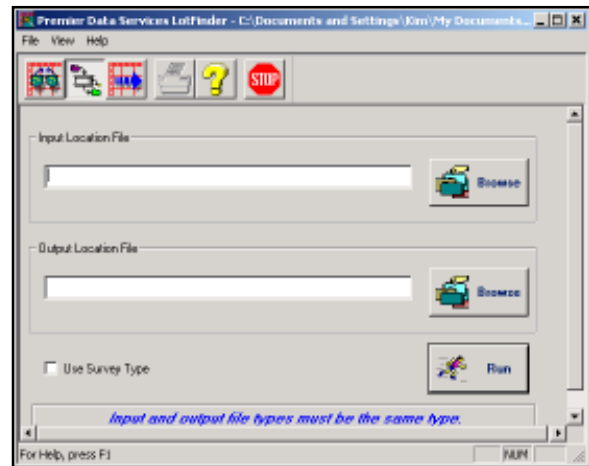 Premier Data Services LotFinder - C:\Documents and Settings\Kim\My Documents...
File View Help
STOP
Input Location File
Browse
Output Location File
Browse
Use Survey Type
Run
Input and output file types must be the same type.
For Help, press F1
NUM